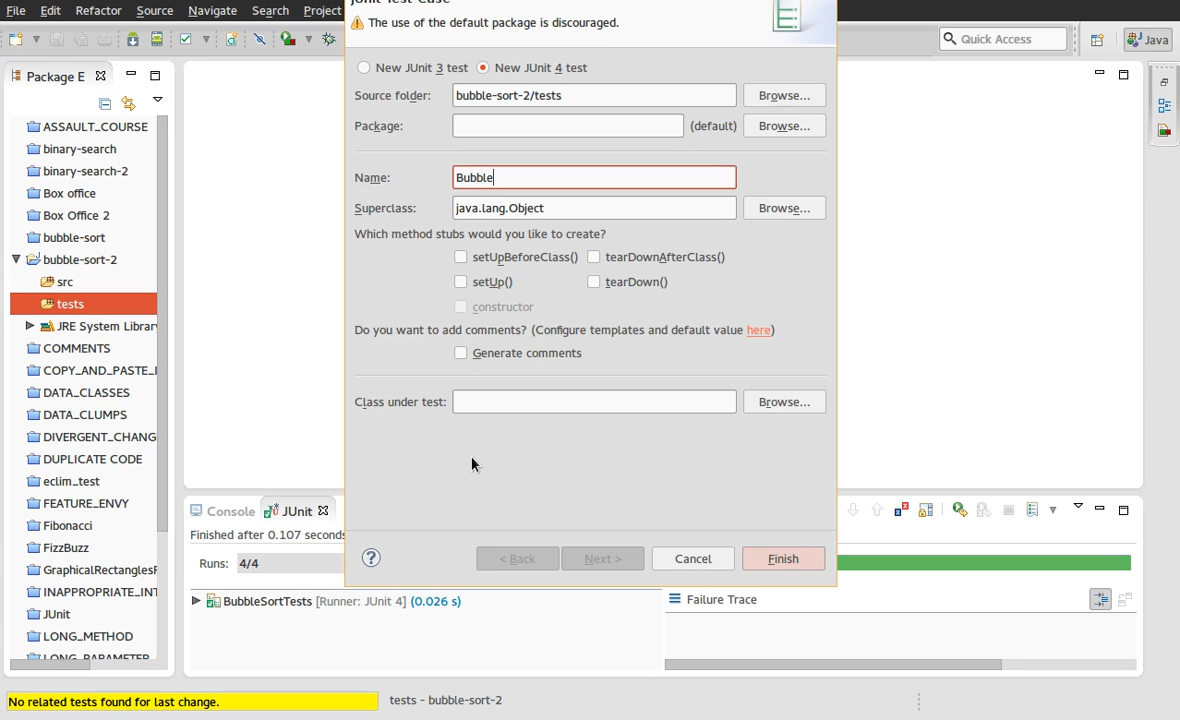 File Edit Refactor Source Navigate Search Project
JUnit Test Case
The use of the default package is discouraged.
Quick Access
Java
Package E
New JUnit 3 test New JUnit 4 test
Source folder: bubble-sort-2/tests Browse...
Package: (default) Browse...
Name: Bubble
Superclass: java.lang.Object Browse...
Which method stubs would you like to create?
setUpBeforeClass() tearDownAfterClass()
setUp() tearDown()
constructor
Do you want to add comments? (Configure templates and default value here)
Generate comments
Class under test: Browse...
< Back Next > Cancel Finish
ASSAULT_COURSE
binary-search
binary-search-2
Box office
Box Office 2
bubble-sort
bubble-sort-2
src
tests
JRE System Library
COMMENTS
COPY_AND_PASTE_
DATA_CLASSES
DATA_CLUMPS
DIVERGENT_CHANG
DUPLICATE CODE
eclim_test
FEATURE_ENVY
Fibonacci
FizzBuzz
GraphicalRectangles
INAPPROPRIATE_INT
JUnit
LONG_METHOD
LONG_PARAMETER
Console JUnit
Finished after 0.107 seconds
Runs: 4/4
BubbleSortTests [Runner: JUnit 4] (0.026 s)
Failure Trace
No related tests found for last change.
tests - bubble-sort-2